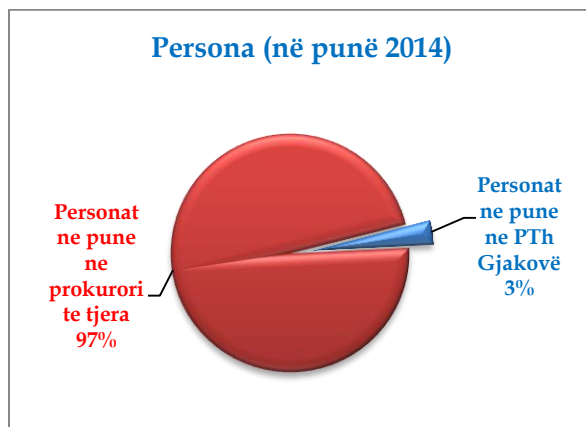 Persona (në punë 2014)
Personat
ne pune
ne
prokurori
te tjera
97%
Personat
ne pune
ne PTh
Gjakovë
3%